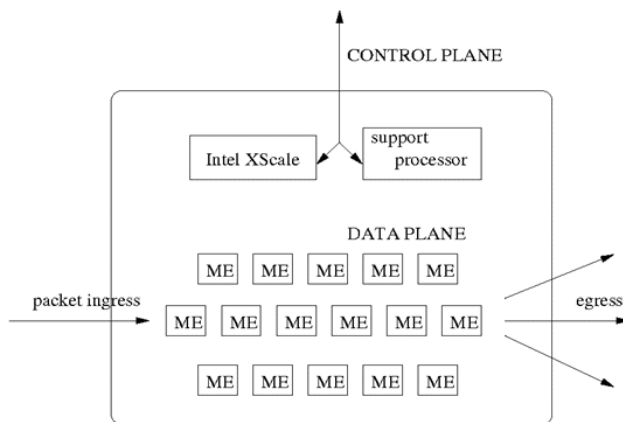 CONTROL PLANE
Intel XScale
support
processor
DATA PLANE
ME ME ME ME ME
packet ingress
egress
ME ME ME ME ME ME
ME ME ME ME ME